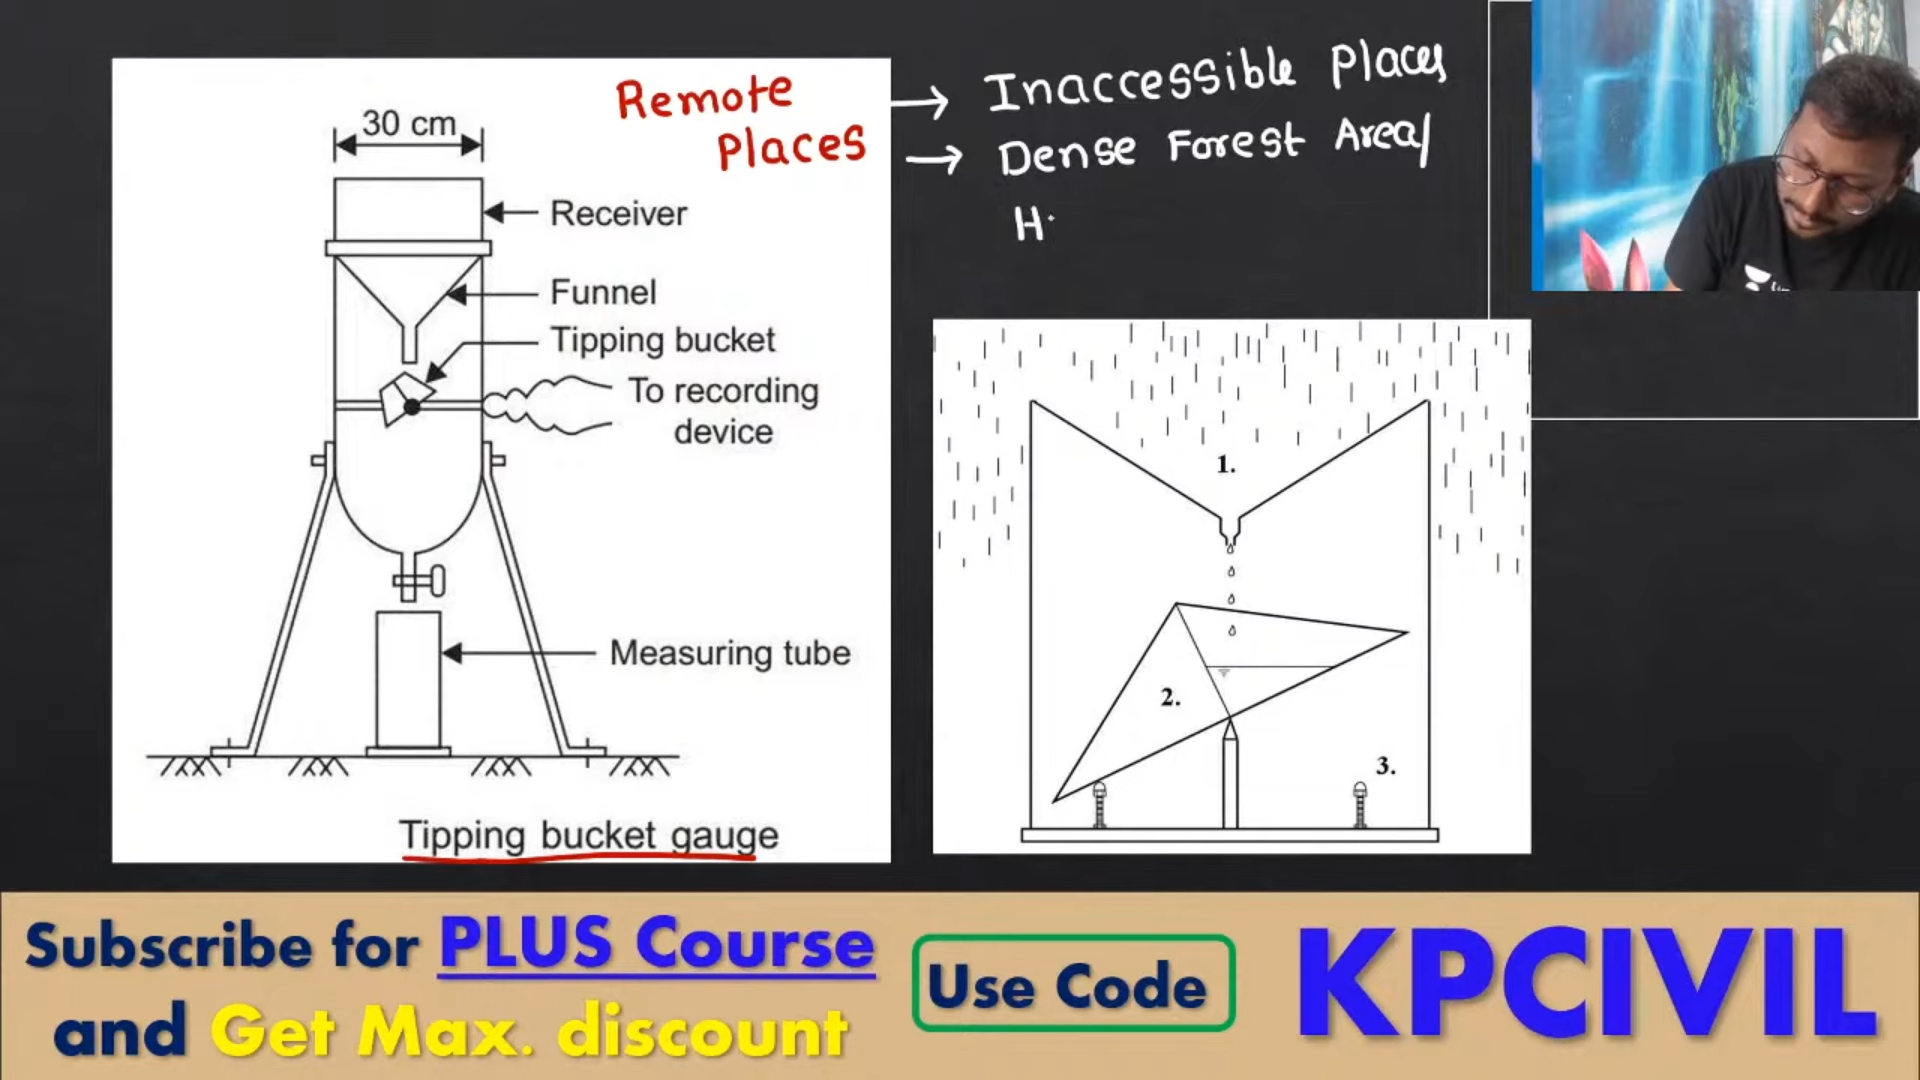 Remote
Places
→ Inaccessible Places
→ Dense Forest Area/
H
30 cm
Receiver
Funnel
Tipping bucket
To recording
device
Measuring tube
Tipping bucket gauge
1.
2.
3.
Subscribe for PLUS Course
and Get Max. discount
Use Code
KPCIVIL